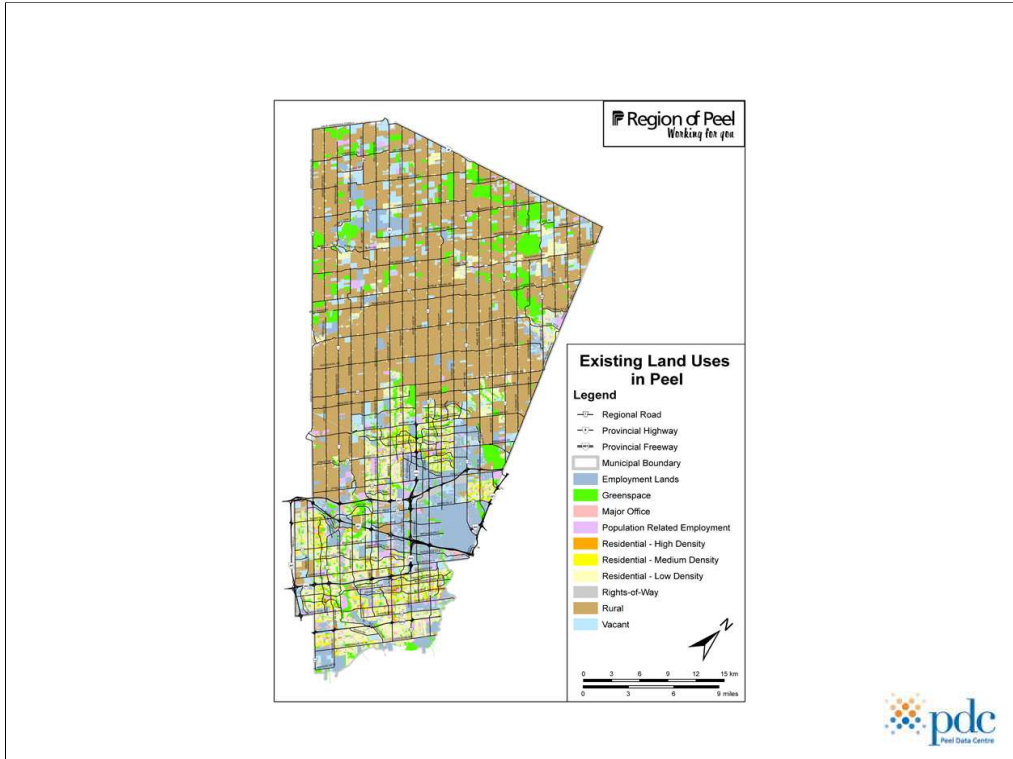 Region of Peel
Working for you
Existing Land Uses
in Peel
Legend
Regional Road
Provincial Highway
Provincial Freeway
Municipal Boundary
Employment Lands
Greenspace
Major Office
Population Related Employment
Residential - High Density
Residential - Medium Density
Residential - Low Density
Rights-of-Way
Rural
Vacant
N
0 3 6 9 12 15 km
0 3 6 9 miles
pdc
Peel Data Centre